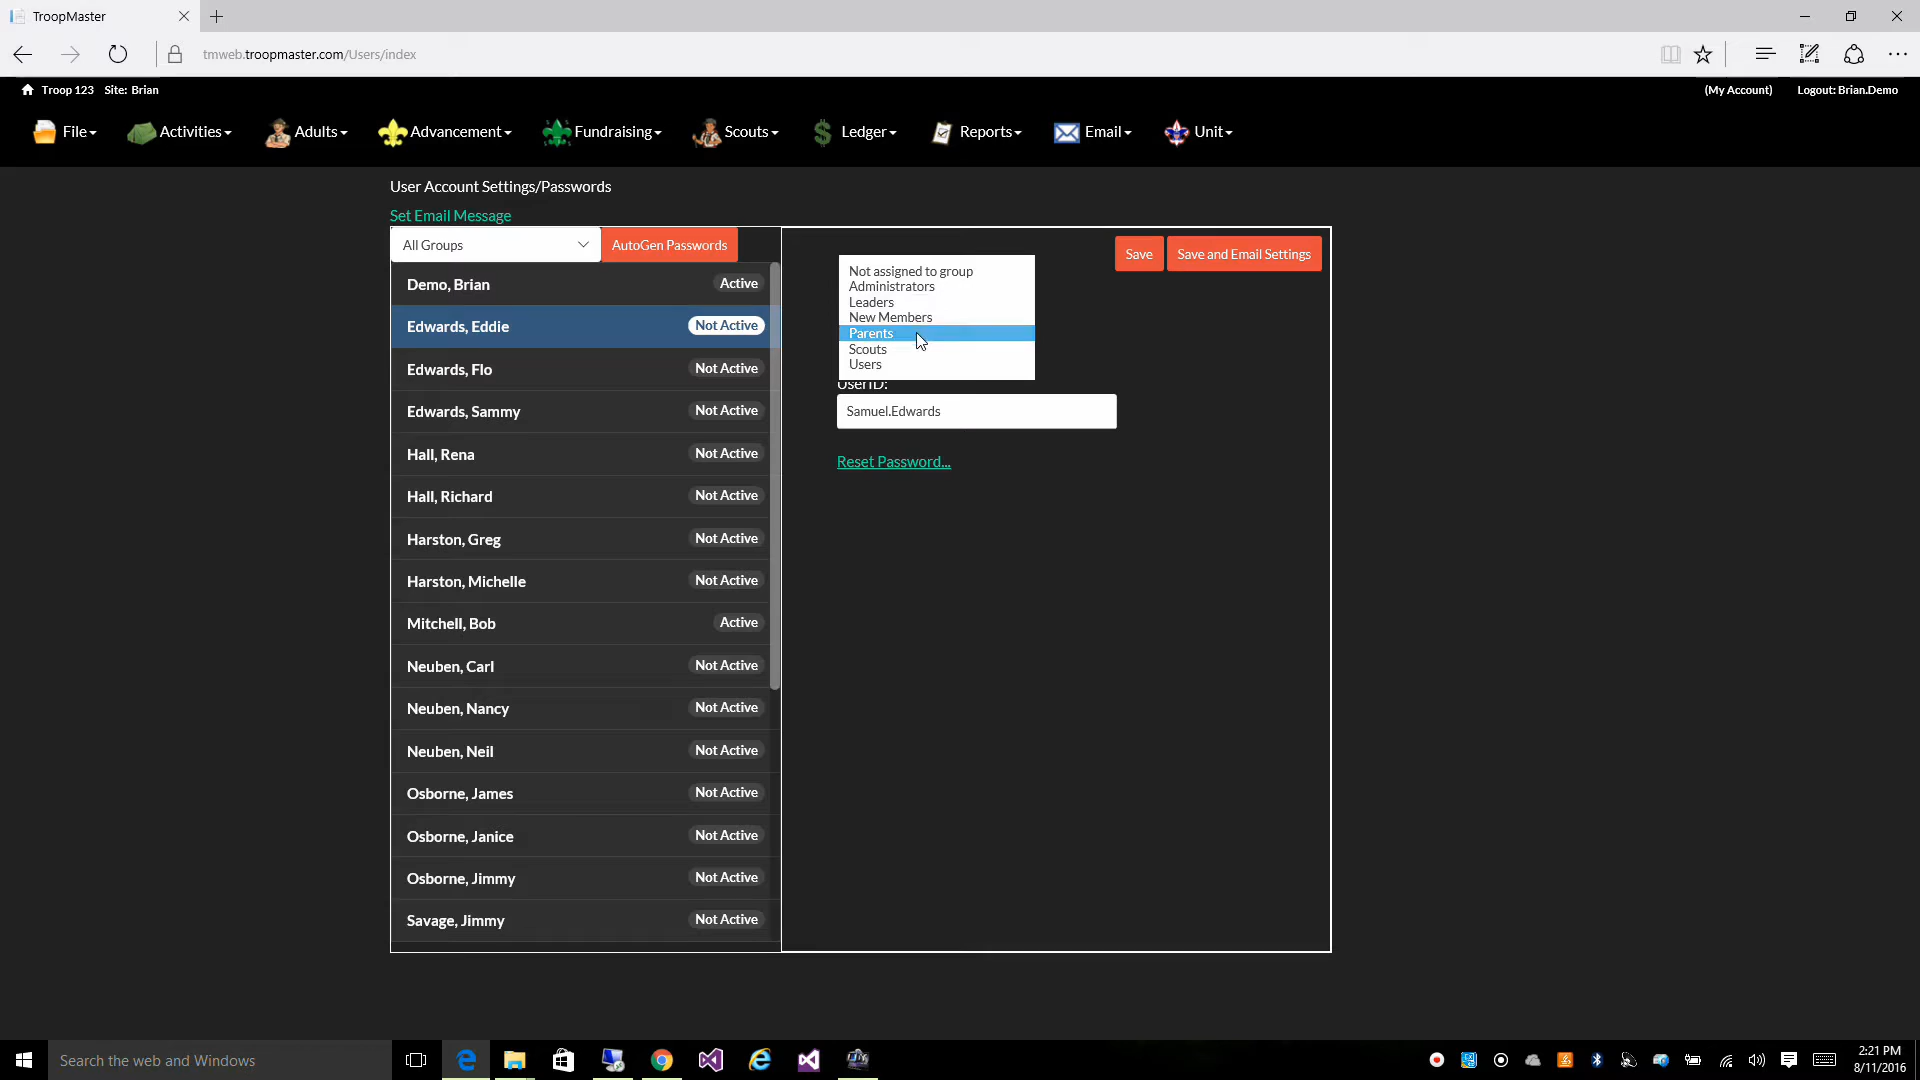 TroopMaster
tmweb.troopmaster.com/Users/index
Troop 123 Site: Brian (My Account) Logout: Brian.Demo
File Activities Adults Advancement Fundraising Scouts Ledger Reports Email Unit
User Account Settings/Passwords
Set Email Message
All Groups AutoGen Passwords
Demo, Brian Active
Edwards, Eddie Not Active
Edwards, Flo Not Active
Edwards, Sammy Not Active
Hall, Rena Not Active
Hall, Richard Not Active
Harston, Greg Not Active
Harston, Michelle Not Active
Mitchell, Bob Active
Neuben, Carl Not Active
Neuben, Nancy Not Active
Neuben, Neil Not Active
Osborne, James Not Active
Osborne, Janice Not Active
Osborne, Jimmy Not Active
Savage, Jimmy Not Active
Save Save and Email Settings
Not assigned to group
Administrators
Leaders
New Members
Parents
Scouts
Users
UserID:
Samuel.Edwards
Reset Password...
Search the web and Windows
2:21 PM
8/11/2016